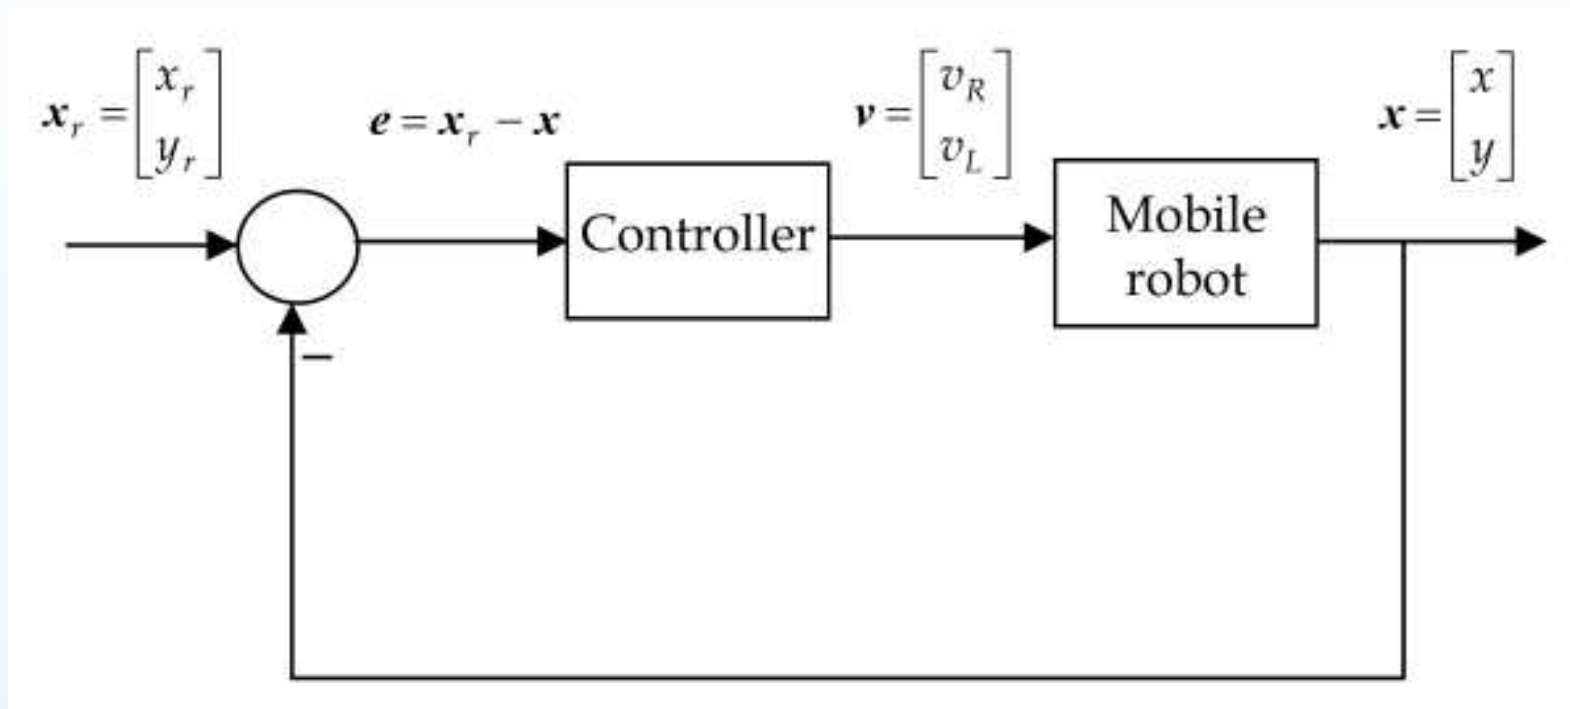 x_r = [x_r y_r]
e = x_r − x
v = [v_R v_L]
x = [x y]
Controller
Mobile
robot
−